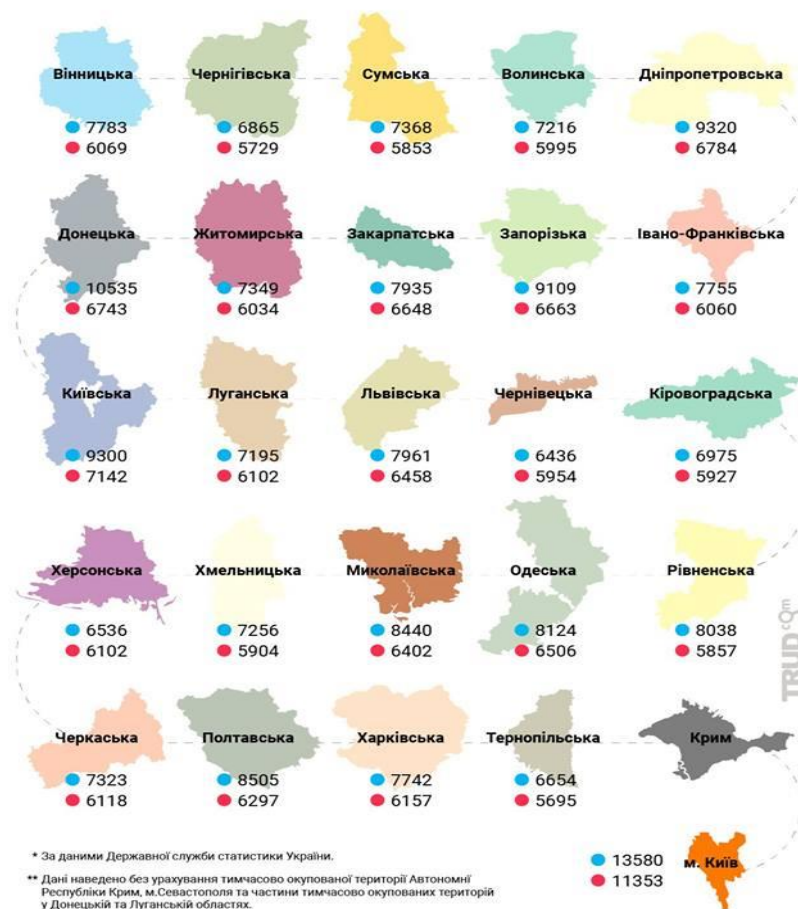 Вінницька
7783
6069
Чернігівська
6865
5729
Сумська
7368
5853
Волинська
7216
5995
Дніпропетровська
9320
6784
Донецька
10535
6743
Житомирська
7349
6034
Закарпатська
7935
6648
Запорізька
9109
6663
Івано-Франківська
7755
6060
Київська
9300
7142
Луганська
7195
6102
Львівська
7961
6458
Чернівецька
6436
5954
Кіровоградська
6975
5927
Херсонська
6536
6102
Хмельницька
7256
5904
Миколаївська
8440
6402
Одеська
8124
6506
Рівненська
8038
5857
TRUD.com
Черкаська
7323
6118
Полтавська
8505
6297
Харківська
7742
6157
Тернопільська
6654
5695
Крим
м. Київ
13580
11353
* За даними Державної служби статистики України.
** Дані наведено без урахування тимчасово окупованої території Автономної
Республіки Крим, м.Севастополя та частини тимчасово окупованих територій
у Донецькій та Луганській областях.